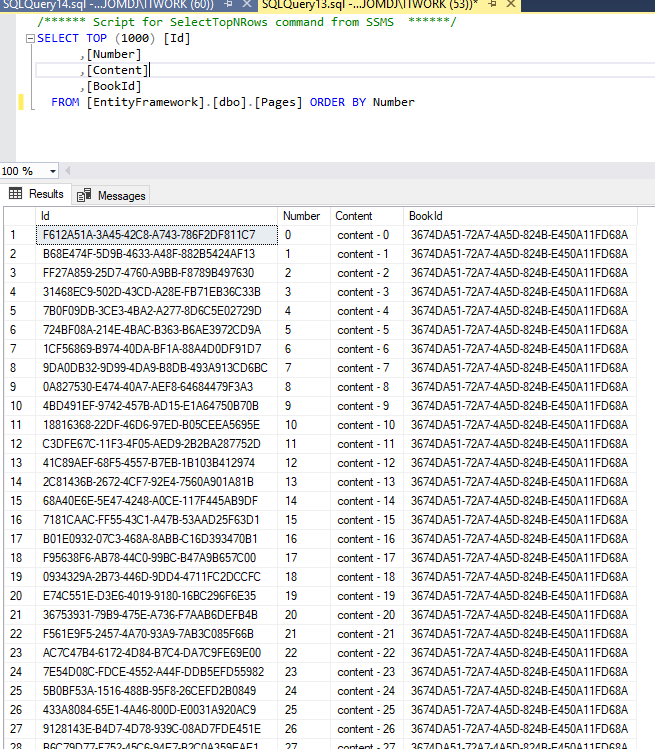 SQLQuery14.sql -...JOMDJ\ITWORK (60)) SQLQuery13.sql -...JOMDJ\ITWORK (53))*
/****** Script for SelectTopNRows command from SSMS ******/
SELECT TOP (1000) [Id]
,[Number]
,[Content]
,[BookId]
FROM [EntityFramework].[dbo].[Pages] ORDER BY Number
100 %
Results Messages
Id Number Content BookId
1 F612A51A-3A45-42C8-A743-786F2DF811C7 0 content - 0 3674DA51-72A7-4A5D-824B-E450A11FD68A
2 B68E474F-5D9B-4633-A48F-882B5424AF13 1 content - 1 3674DA51-72A7-4A5D-824B-E450A11FD68A
3 FF27A859-25D7-4760-A9BB-F8789B497630 2 content - 2 3674DA51-72A7-4A5D-824B-E450A11FD68A
4 31468EC9-502D-43CD-A28E-FB71EB36C33B 3 content - 3 3674DA51-72A7-4A5D-824B-E450A11FD68A
5 7B0F09DB-3CE3-4BA2-A277-8D6C5E02729D 4 content - 4 3674DA51-72A7-4A5D-824B-E450A11FD68A
6 724BF08A-214E-4BAC-B363-B6AE3972CD9A 5 content - 5 3674DA51-72A7-4A5D-824B-E450A11FD68A
7 1CF56869-B974-40DA-BF1A-88A4D0DF91D7 6 content - 6 3674DA51-72A7-4A5D-824B-E450A11FD68A
8 9DA0DB32-9D99-4DA9-B8DB-493A913CD6BC 7 content - 7 3674DA51-72A7-4A5D-824B-E450A11FD68A
9 0A827530-E474-40A7-AEF8-64684479F3A3 8 content - 8 3674DA51-72A7-4A5D-824B-E450A11FD68A
10 4BD491EF-9742-457B-AD15-E1A64750B70B 9 content - 9 3674DA51-72A7-4A5D-824B-E450A11FD68A
11 18816368-22DF-46D6-97ED-B05CEEA5695E 10 content - 10 3674DA51-72A7-4A5D-824B-E450A11FD68A
12 C3DFE67C-11F3-4F05-AED9-2B2BA287752D 11 content - 11 3674DA51-72A7-4A5D-824B-E450A11FD68A
13 41C89AEF-68F5-4557-B7EB-1B103B412974 12 content - 12 3674DA51-72A7-4A5D-824B-E450A11FD68A
14 2C81436B-2672-4CF7-92E4-7560A901A81B 13 content - 13 3674DA51-72A7-4A5D-824B-E450A11FD68A
15 68A40E6E-5E47-4248-A0CE-117F445AB9DF 14 content - 14 3674DA51-72A7-4A5D-824B-E450A11FD68A
16 7181CAAC-FF55-43C1-A47B-53AAD25F63D1 15 content - 15 3674DA51-72A7-4A5D-824B-E450A11FD68A
17 B01E0932-07C3-468A-8ABB-C16D393470B1 16 content - 16 3674DA51-72A7-4A5D-824B-E450A11FD68A
18 F95638F6-AB78-44C0-99BC-B47A9B657C00 17 content - 17 3674DA51-72A7-4A5D-824B-E450A11FD68A
19 0934329A-2B73-446D-9DD4-4711FC2DCCFC 18 content - 18 3674DA51-72A7-4A5D-824B-E450A11FD68A
20 E74C551E-D3E6-4019-9180-16BC296F6E35 19 content - 19 3674DA51-72A7-4A5D-824B-E450A11FD68A
21 36753931-79B9-475E-A736-F7AAB6DEFB4B 20 content - 20 3674DA51-72A7-4A5D-824B-E450A11FD68A
22 F561E9F5-2457-4A70-93A9-7AB3C085F66B 21 content - 21 3674DA51-72A7-4A5D-824B-E450A11FD68A
23 AC7C47B4-6172-4D84-B7C4-DA7C9FE69E00 22 content - 22 3674DA51-72A7-4A5D-824B-E450A11FD68A
24 7E54D08C-FDCE-4552-A44F-DDB5EFD55982 23 content - 23 3674DA51-72A7-4A5D-824B-E450A11FD68A
25 5B0BF53A-1516-488B-95F8-26CEFD2B0849 24 content - 24 3674DA51-72A7-4A5D-824B-E450A11FD68A
26 433A8084-65E1-4A46-800D-E0031A920AC9 25 content - 25 3674DA51-72A7-4A5D-824B-E450A11FD68A
27 9128143E-B4D7-4D78-939C-08AD7FDE451E 26 content - 26 3674DA51-72A7-4A5D-824B-E450A11FD68A
28 B6C79D77-F752-45C6-94F7-B2C0A359EAE1 27 content - 27 3674DA51-72A7-4A5D-824B-E450A11FD68A